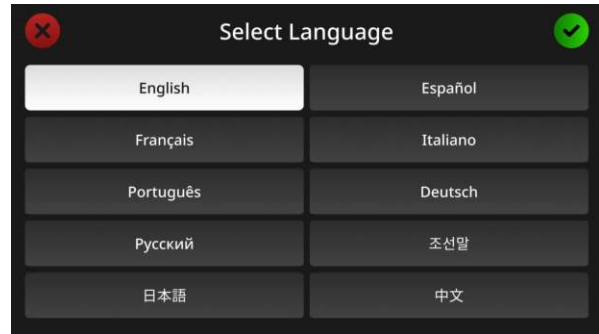 Select Language
English
Español
Français
Italiano
Português
Deutsch
Русский
조선말
日本語
中文